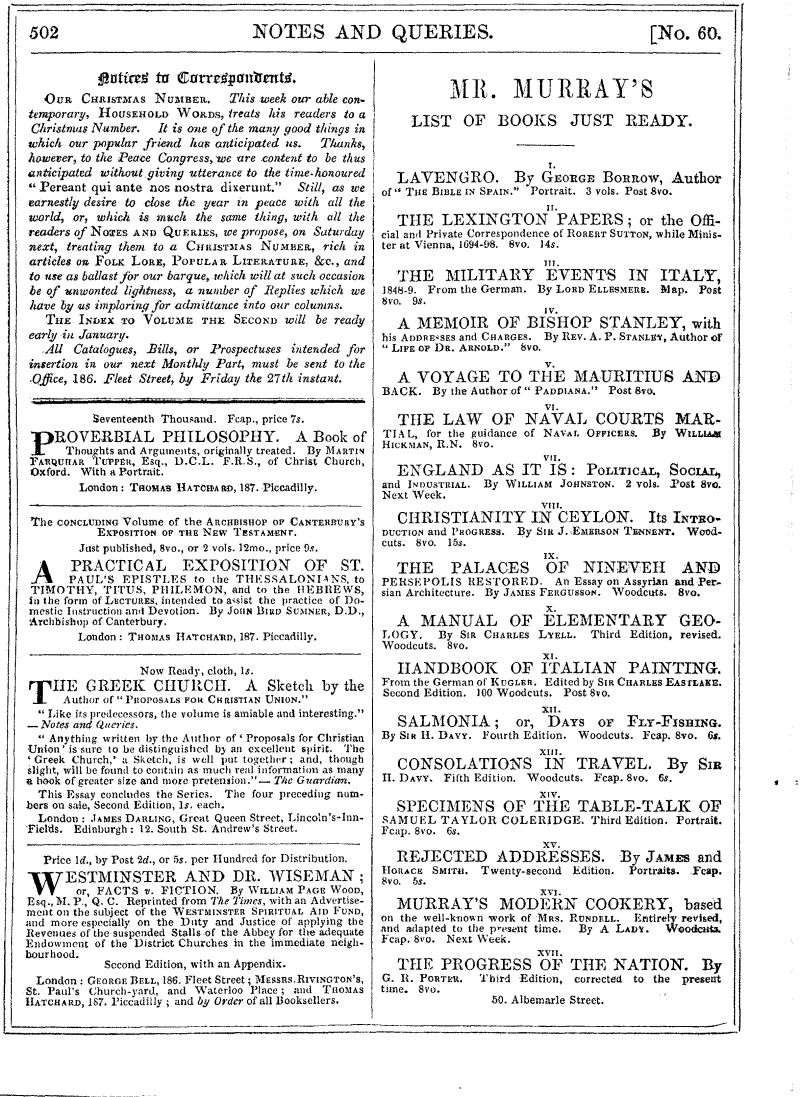 502
NOTES AND QUERIES.
[No. 60.
Notices to Correspondents.
OUR CHRISTMAS NUMBER. This week our able con-
temporary, HOUSEHOLD WORDS, treats his readers to a
Christmas Number. It is one of the many good things in
which our popular friend has anticipated us. Thanks,
however, to the Peace Congress, we are content to be thus
anticipated without giving utterance to the time-honoured
“ Pereant qui ante nos nostra dixerunt.” Still, as we
earnestly desire to close the year in peace with all the
world, or, which is much the same thing, with all the
readers of NOTES AND QUERIES, we propose, on Saturday
next, treating them to a CHRISTMAS NUMBER, rich in
articles on FOLK LORE, POPULAR LITERATURE, &c., and
to use as ballast for our barque, which will at such occasion
be of unwonted lightness, a number of Replies which we
have by us imploring for admittance into our columns.
THE INDEX TO VOLUME THE SECOND will be ready
early in January.
All Catalogues, Bills, or Prospectuses intended for
insertion in our next Monthly Part, must be sent to the
Office, 186. Fleet Street, by Friday the 27th instant.
Seventeenth Thousand. Fcap., price 7s.
PROVERBIAL PHILOSOPHY. A Book of
Thoughts and Arguments, originally treated. By MARTIN
FARQUHAR TUPPER, Esq., D.C.L. F.R.S., of Christ Church,
Oxford. With a Portrait.
London: THOMAS HATCHARD, 187. Piccadilly.
The CONCLUDING Volume of the ARCHBISHOP OF CANTERBURY'S
EXPOSITION OF THE NEW TESTAMENT.
Just published, 8vo., or 2 vols. 12mo., price 9s.
A PRACTICAL EXPOSITION OF ST.
PAUL'S EPISTLES to the THESSALONIANS, to
TIMOTHY, TITUS, PHILEMON, and to the HEBREWS,
in the form of LECTURES, intended to assist the practice of Do-
mestic Instruction and Devotion. By JOHN BIRD SUMNER, D.D.,
Archbishop of Canterbury.
London: THOMAS HATCHARD, 187. Piccadilly.
Now Ready, cloth, 1s.
THE GREEK CHURCH. A Sketch by the
Author of “ PROPOSALS FOR CHRISTIAN UNION.”
“ Like its predecessors, the volume is amiable and interesting.”
— Notes and Queries.
“ Anything written by the Author of ‘ Proposals for Christian
Union ’ is sure to be distinguished by an excellent spirit. The
‘ Greek Church,’ a Sketch, is well put together; and, though
slight, will be found to contain as much real information as many
a book of greater size and more pretension.”— The Guardian.
This Essay concludes the Series. The four preceding num-
bers on sale, Second Edition, 1s. each.
London: JAMES DARLING, Great Queen Street, Lincoln's-Inn-
Fields. Edinburgh: 12. South St. Andrew's Street.
Price 1d., by Post 2d., or 5s. per Hundred for Distribution.
WESTMINSTER AND DR. WISEMAN;
or, FACTS v. FICTION. By WILLIAM PAGE WOOD,
Esq., M. P., Q. C. Reprinted from The Times, with an Advertise-
ment on the subject of the WESTMINSTER SPIRITUAL AID FUND,
and more especially on the Duty and Justice of applying the
Revenues of the suspended Stalls of the Abbey for the adequate
Endowment of the District Churches in the immediate neigh-
bourhood.
Second Edition, with an Appendix.
London: GEORGE BELL, 186. Fleet Street; MESSRS. RIVINGTON'S,
St. Paul's Church-yard, and Waterloo Place; and THOMAS
HATCHARD, 187. Piccadilly; and by Order of all Booksellers.
MR. MURRAY'S
LIST OF BOOKS JUST READY.
I.
LAVENGRO. By GEORGE BORROW, Author
of “ THE BIBLE IN SPAIN.” Portrait. 3 vols. Post 8vo.
II.
THE LEXINGTON PAPERS; or the Offi-
cial and Private Correspondence of ROBERT SUTTON, while Minis-
ter at Vienna, 1694-98. 8vo. 14s.
III.
THE MILITARY EVENTS IN ITALY,
1848-9. From the German. By LORD ELLESMERE. Map. Post
8vo. 9s.
IV.
A MEMOIR OF BISHOP STANLEY, with
his ADDRESSES and CHARGES. By REV. A. P. STANLEY, Author of
“ LIFE OF DR. ARNOLD.” 8vo.
V.
A VOYAGE TO THE MAURITIUS AND
BACK. By the Author of “ PADDIANA.” Post 8vo.
VI.
THE LAW OF NAVAL COURTS MAR-
TIAL, for the guidance of NAVAL OFFICERS. By WILLIAM
HICKMAN, R.N. 8vo.
VII.
ENGLAND AS IT IS: POLITICAL, SOCIAL,
and INDUSTRIAL. By WILLIAM JOHNSTON. 2 vols. Post 8vo.
Next Week.
VIII.
CHRISTIANITY IN CEYLON. Its INTRO-
DUCTION and PROGRESS. By SIR J. EMERSON TENNENT. Wood-
cuts. 8vo. 15s.
IX.
THE PALACES OF NINEVEH AND
PERSEPOLIS RESTORED. An Essay on Assyrian and Per-
sian Architecture. By JAMES FERGUSSON. Woodcuts. 8vo.
X.
A MANUAL OF ELEMENTARY GEO-
LOGY. By SIR CHARLES LYELL. Third Edition, revised.
Woodcuts. 8vo.
XI.
HANDBOOK OF ITALIAN PAINTING.
From the German of KUGLER. Edited by SIR CHARLES EASTLAKE.
Second Edition. 100 Woodcuts. Post 8vo.
XII.
SALMONIA; or, DAYS OF FLY-FISHING.
By SIR H. DAVY. Fourth Edition. Woodcuts. Fcap. 8vo. 6s.
XIII.
CONSOLATIONS IN TRAVEL. By SIR
H. DAVY. Fifth Edition. Woodcuts. Fcap. 8vo. 6s.
XIV.
SPECIMENS OF THE TABLE-TALK OF
SAMUEL TAYLOR COLERIDGE. Third Edition. Portrait.
Fcap. 8vo. 6s.
XV.
REJECTED ADDRESSES. By JAMES and
HORACE SMITH. Twenty-second Edition. Portraits. Fcap.
8vo. 5s.
XVI.
MURRAY'S MODERN COOKERY, based
on the well-known work of MRS. RUNDELL. Entirely revised,
and adapted to the present time. By A LADY. Woodcuts.
Fcap. 8vo. Next Week.
XVII.
THE PROGRESS OF THE NATION. By
G. R. PORTER. Third Edition, corrected to the present
time. 8vo.
50. Albemarle Street.